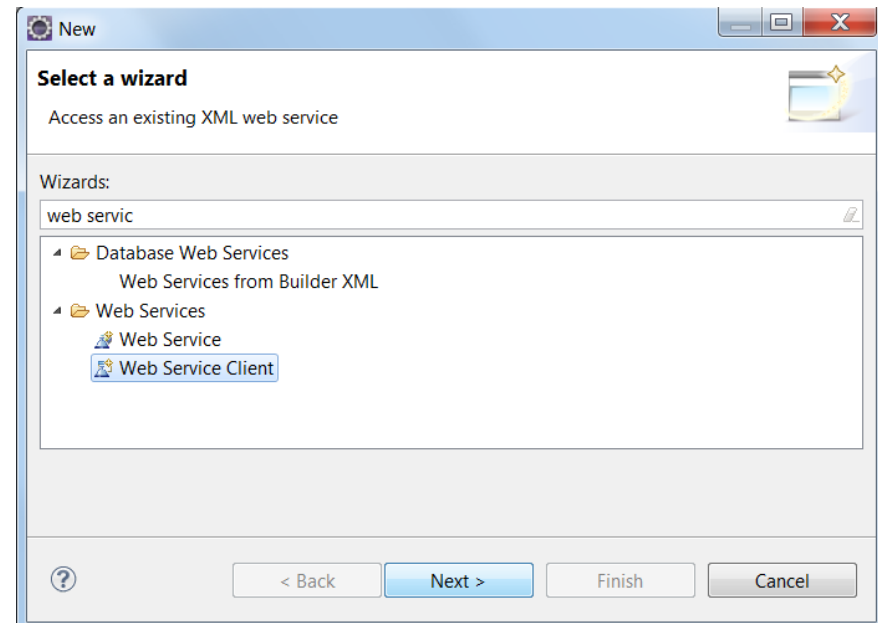 New
Select a wizard
Access an existing XML web service
Wizards:
web servic
Database Web Services
Web Services from Builder XML
Web Services
Web Service
Web Service Client
?
< Back Next > Finish Cancel